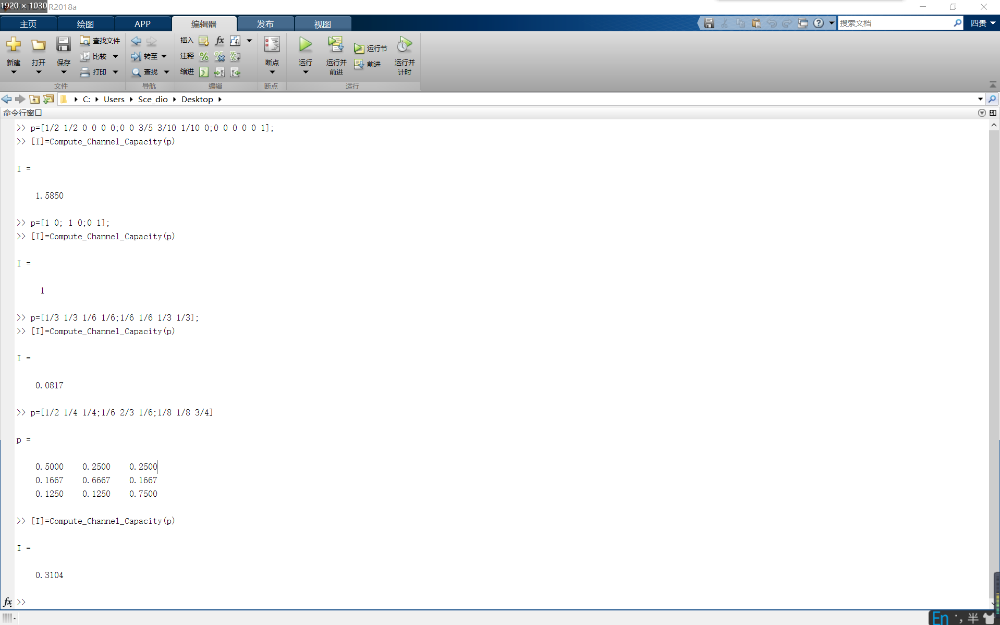 1920 × 1030 R2018a
主页 绘图 APP 编辑器 发布 视图 搜索文档 四贵
新建 打开 保存 查找文件 比较 打印 转至 查找 插入 fx 注释 缩进 断点 运行 运行并前进 运行节 前进 运行并计时
文件 导航 编辑 断点 运行
C: Users Sce_dio Desktop
命令行窗口
>> p=[1/2 1/2 0 0 0 0;0 0 3/5 3/10 1/10 0;0 0 0 0 0 1];
>> [I]=Compute_Channel_Capacity(p)
I =
1.5850
>> p=[1 0; 1 0;0 1];
>> [I]=Compute_Channel_Capacity(p)
I =
1
>> p=[1/3 1/3 1/6 1/6;1/6 1/6 1/3 1/3];
>> [I]=Compute_Channel_Capacity(p)
I =
0.0817
>> p=[1/2 1/4 1/4;1/6 2/3 1/6;1/8 1/8 3/4]
p =
0.5000 0.2500 0.2500
0.1667 0.6667 0.1667
0.1250 0.1250 0.7500
>> [I]=Compute_Channel_Capacity(p)
I =
0.3104
fx >>
En ·, 半